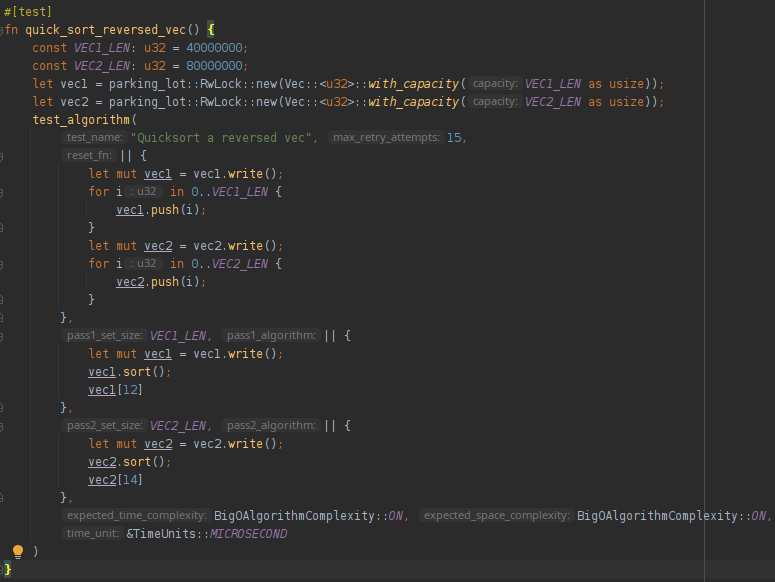 #[test]
fn quick_sort_reversed_vec() {
const VEC1_LEN: u32 = 40000000;
const VEC2_LEN: u32 = 80000000;
let vec1 = parking_lot::RwLock::new(Vec::<u32>::with_capacity( capacity: VEC1_LEN as usize));
let vec2 = parking_lot::RwLock::new(Vec::<u32>::with_capacity( capacity: VEC2_LEN as usize));
test_algorithm(
test_name: "Quicksort a reversed vec", max_retry_attempts: 15,
reset_fn: || {
let mut vec1 = vec1.write();
for i : u32 in 0..VEC1_LEN {
vec1.push(i);
}
let mut vec2 = vec2.write();
for i : u32 in 0..VEC2_LEN {
vec2.push(i);
}
},
pass1_set_size: VEC1_LEN, pass1_algorithm: || {
let mut vec1 = vec1.write();
vec1.sort();
vec1[12]
},
pass2_set_size: VEC2_LEN, pass2_algorithm: || {
let mut vec2 = vec2.write();
vec2.sort();
vec2[14]
},
expected_time_complexity: BigOAlgorithmComplexity::ON, expected_space_complexity: BigOAlgorithmComplexity::ON,
time_unit: &TimeUnits::MICROSECOND
)
}